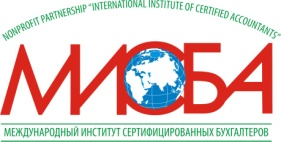 NONPROFIT PARTNERSHIP "INTERNATIONAL INSTITUTE OF CERTIFIED ACCOUNTANTS"
МИСБА
МЕЖДУНАРОДНЫЙ ИНСТИТУТ СЕРТИФИЦИРОВАННЫХ БУХГАЛТЕРОВ